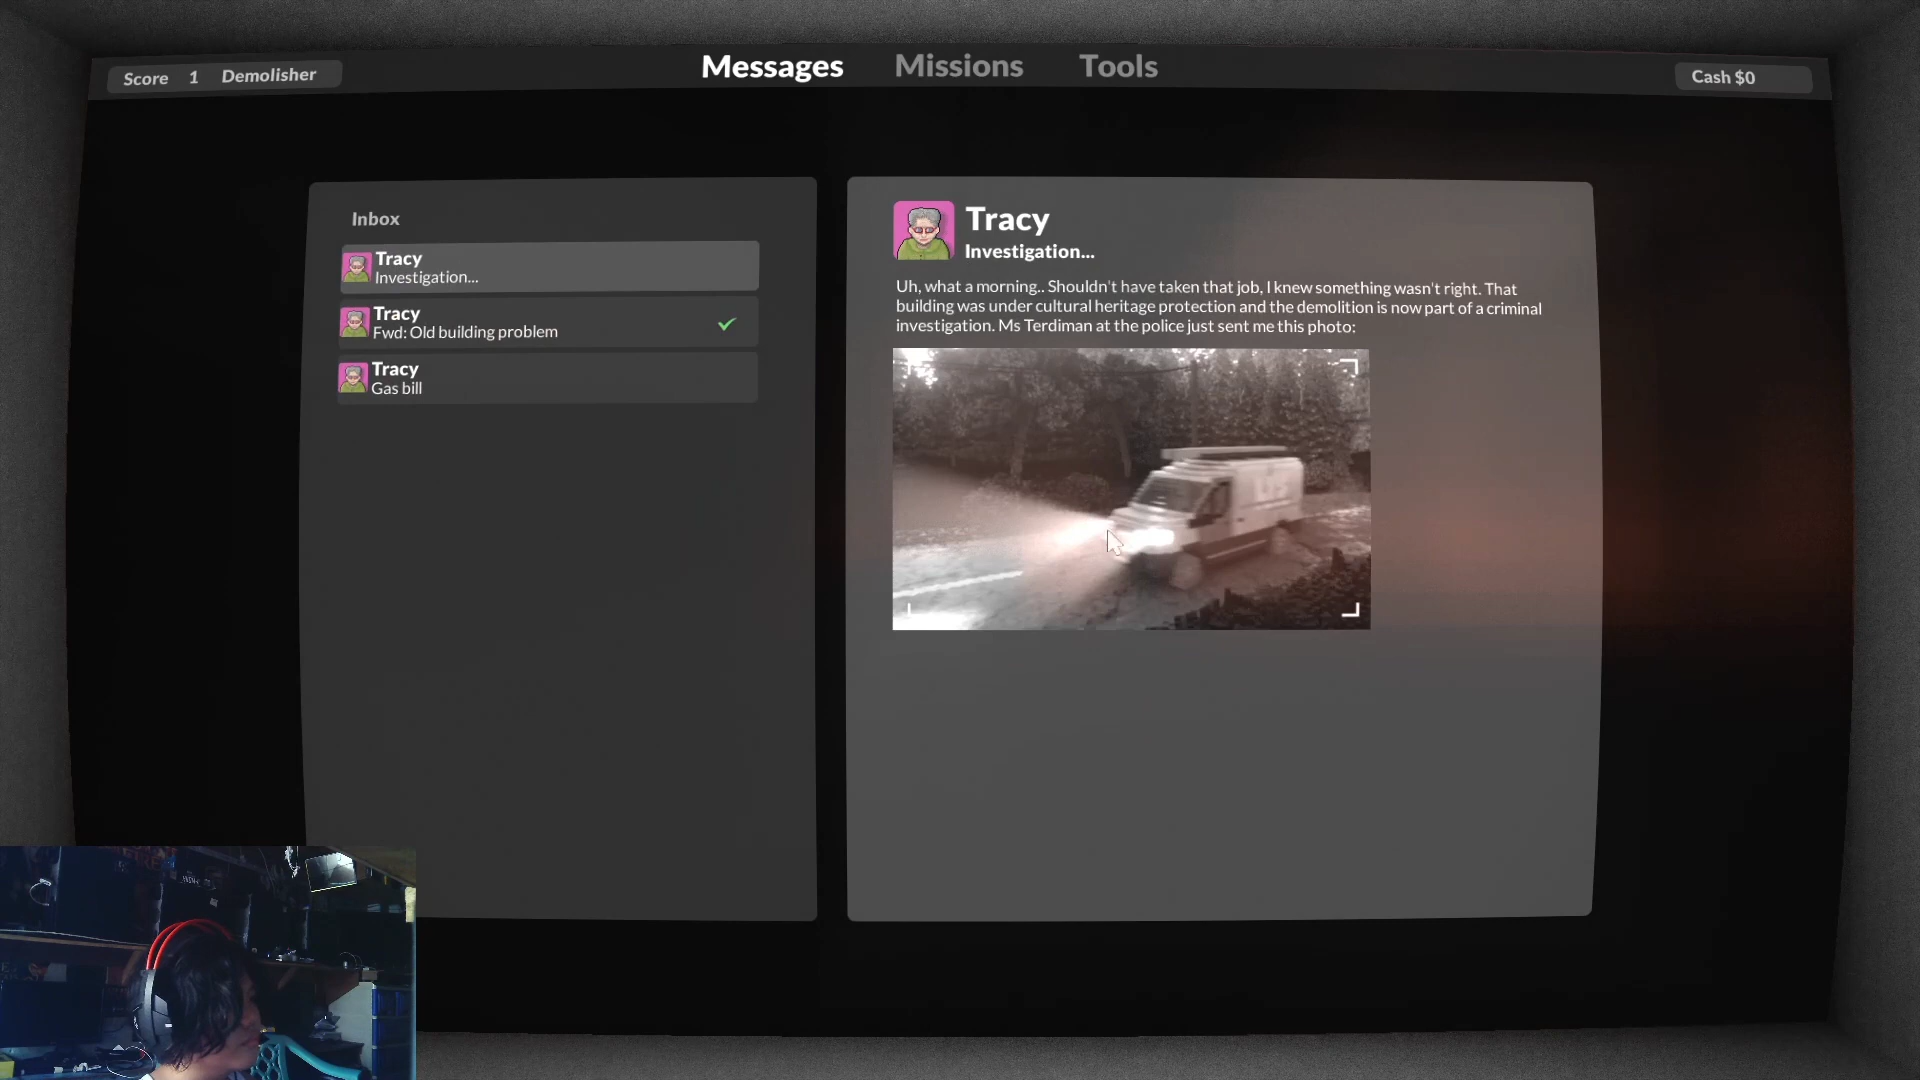 Score 1 Demolisher
Messages Missions Tools
Cash $0
Inbox
Tracy
Investigation...
Tracy
Fwd: Old building problem
Tracy
Gas bill
Tracy
Investigation...
Uh, what a morning.. Shouldn't have taken that job, I knew something wasn't right. That
building was under cultural heritage protection and the demolition is now part of a criminal
investigation. Ms Terdiman at the police just sent me this photo: